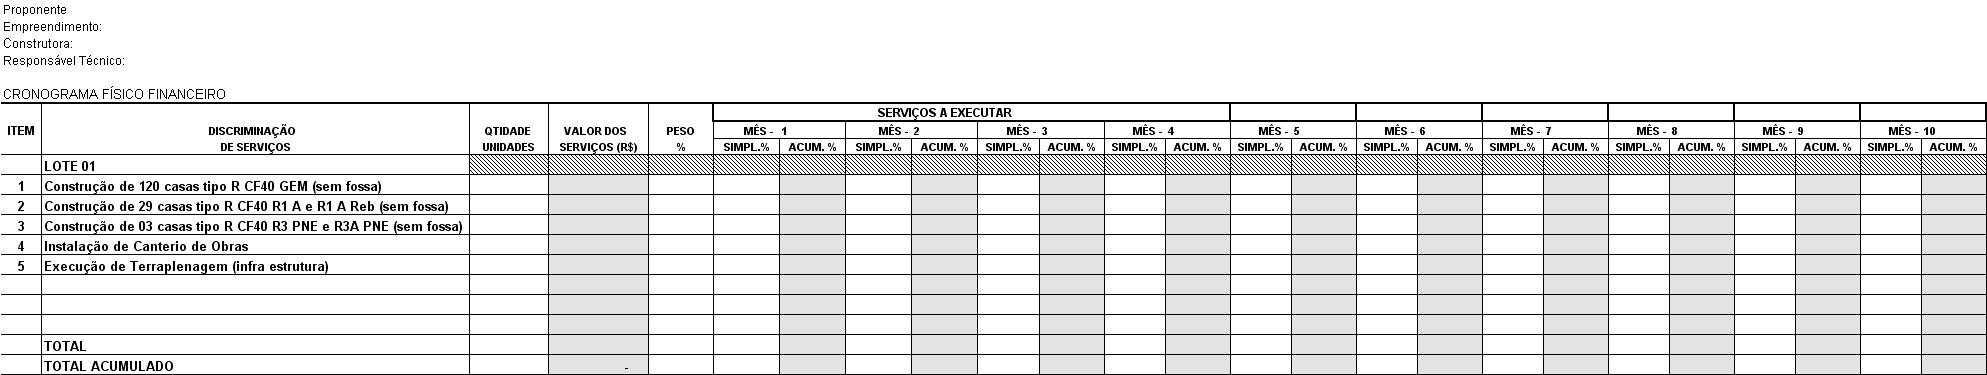 Proponente
Empreendimento:
Construtora:
Responsável Técnico:
CRONOGRAMA FÍSICO FINANCEIRO
SERVIÇOS A EXECUTAR
ITEM DISCRIMINAÇÃO QTIDADE VALOR DOS PESO MÊS - 1 MÊS - 2 MÊS - 3 MÊS - 4 MÊS - 5 MÊS - 6 MÊS - 7 MÊS - 8 MÊS - 9 MÊS - 10
DE SERVIÇOS UNIDADES SERVIÇOS (R$) % SIMPL.% ACUM. % SIMPL.% ACUM. % SIMPL.% ACUM. % SIMPL.% ACUM. % SIMPL.% ACUM. % SIMPL.% ACUM. % SIMPL.% ACUM. % SIMPL.% ACUM. % SIMPL.% ACUM. % SIMPL.% ACUM. %
LOTE 01
1 Construção de 120 casas tipo R CF40 GEM (sem fossa)
2 Construção de 29 casas tipo R CF40 R1 A e R1 A Reb (sem fossa)
3 Construção de 03 casas tipo R CF40 R3 PNE e R3A PNE (sem fossa)
4 Instalação de Canterio de Obras
5 Execução de Terraplenagem (infra estrutura)
TOTAL
TOTAL ACUMULADO -